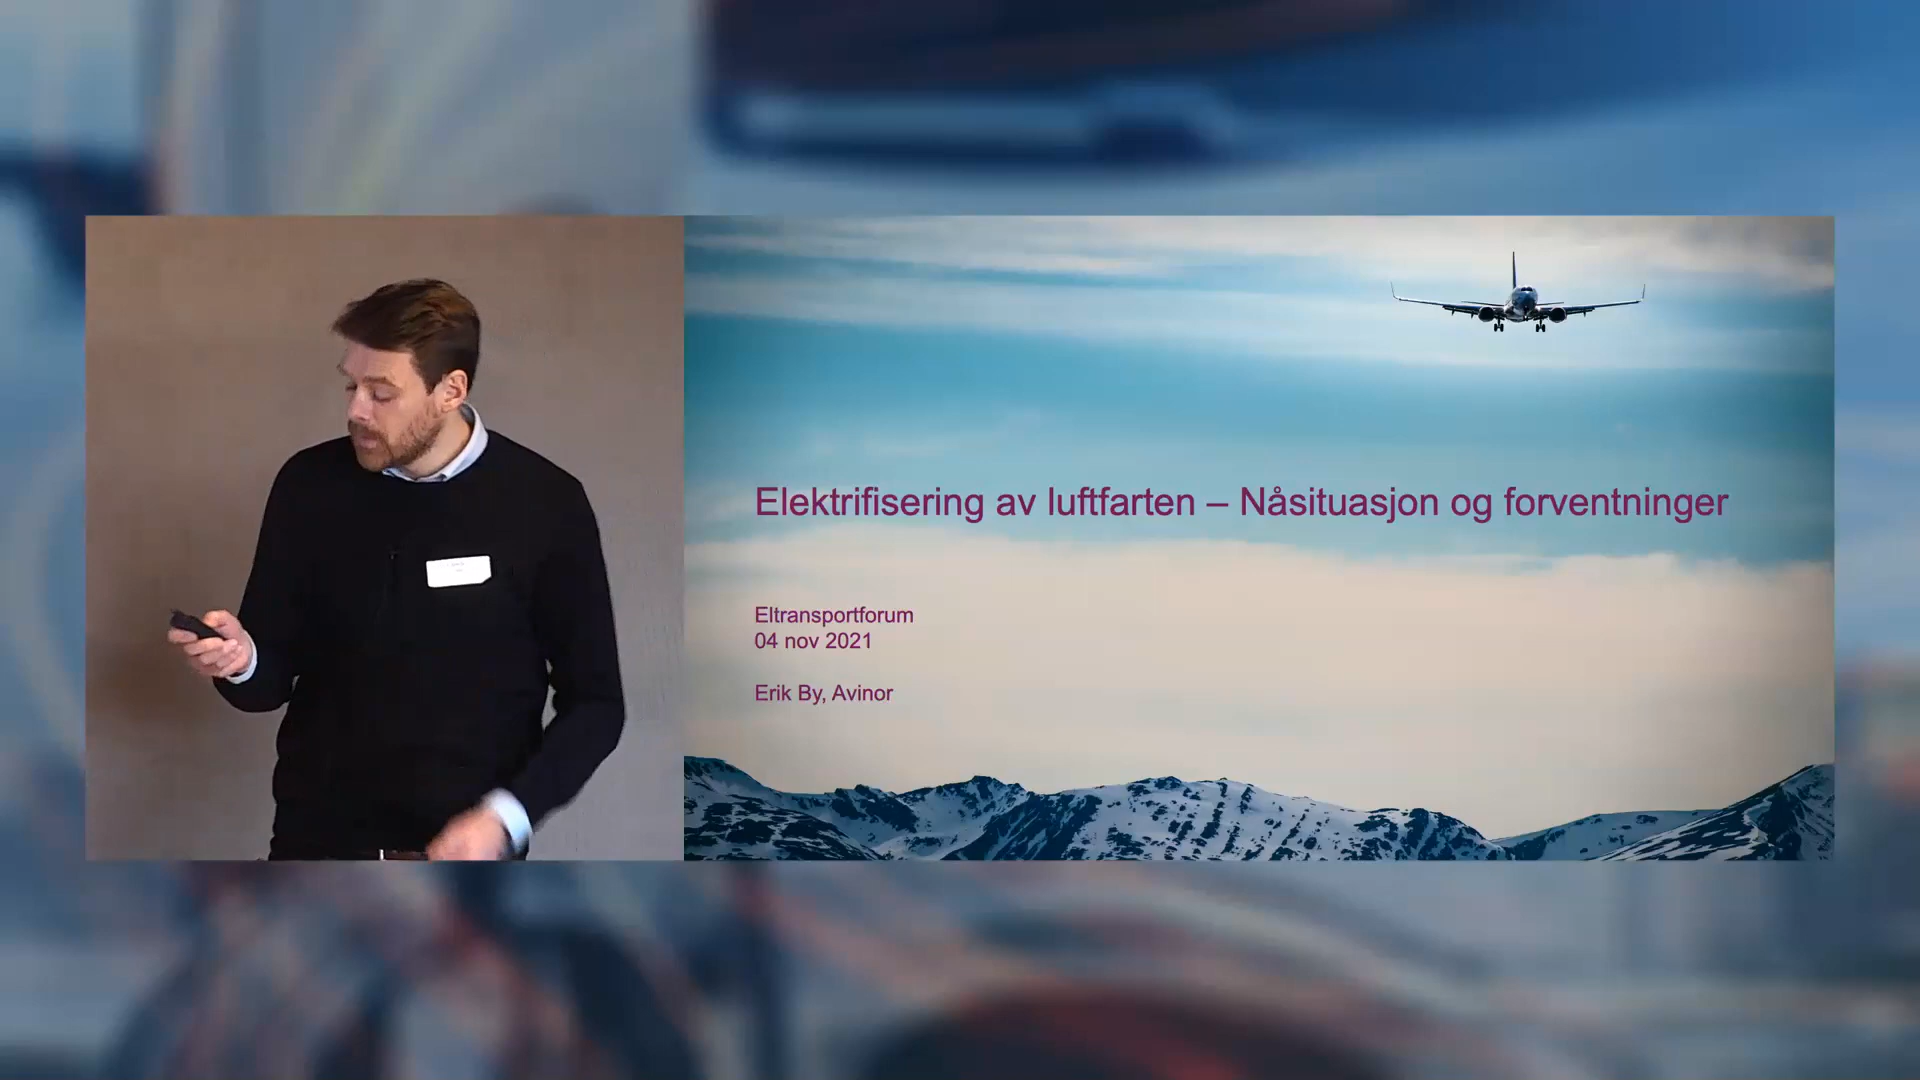 Elektrifisering av luftfarten – Nåsituasjon og forventninger
Eltransportforum
04 nov 2021
Erik By, Avinor